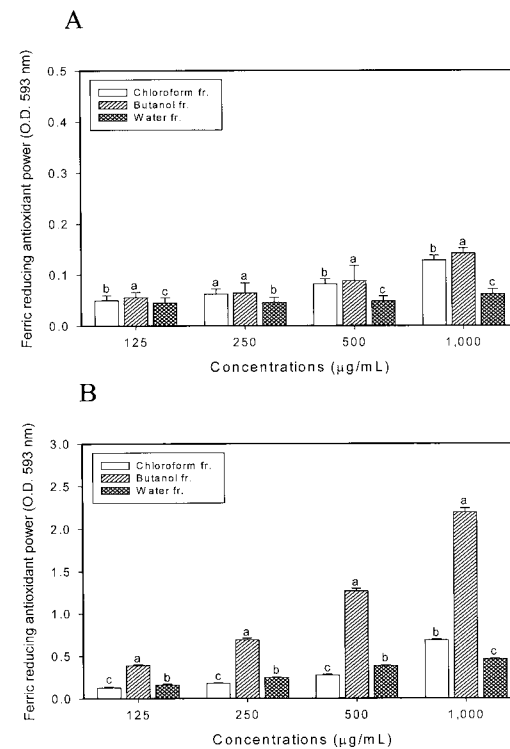 A
Ferric reducing antioxidant power (O.D. 593 nm)
0.5
0.4
0.3
0.2
0.1
0.0
Chloroform fr.
Butanol fr.
Water fr.
b a c
a a b
b a c
b a c
125 250 500 1,000
Concentrations (μg/mL)
B
Ferric reducing antioxidant power (O.D. 593 nm)
3.0
2.5
2.0
1.5
1.0
0.5
0.0
Chloroform fr.
Butanol fr.
Water fr.
c a b
c a b
c a b
b a c
125 250 500 1,000
Concentrations (μg/mL)